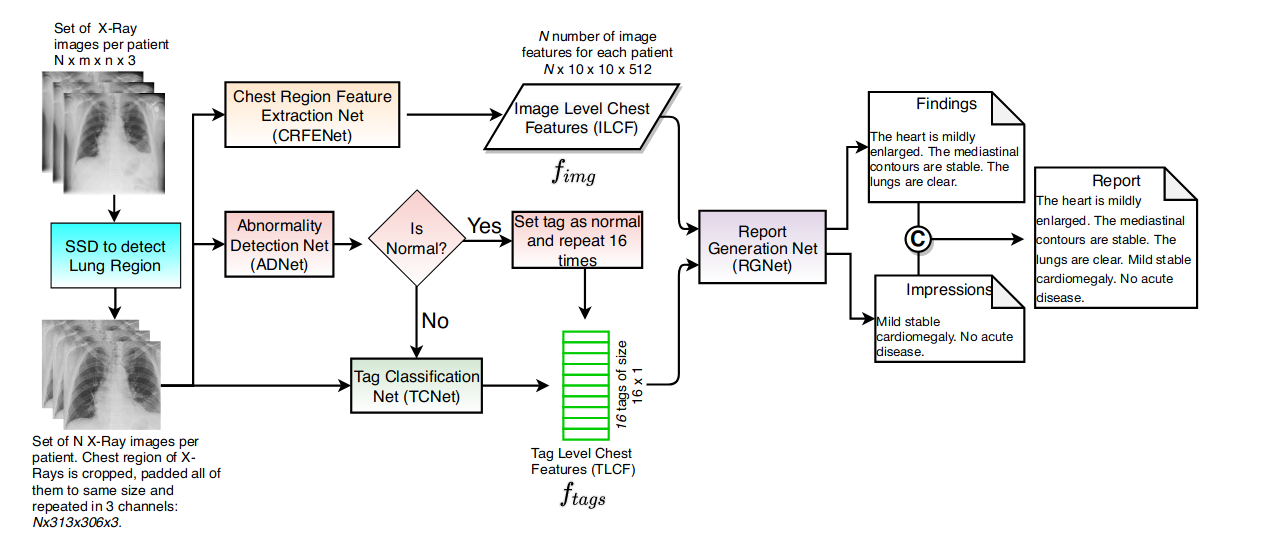 Set of X-Ray
images per patient
N x m x n x 3
SSD to detect
Lung Region
Set of N X-Ray images per
patient. Chest region of X-
Rays is cropped, padded all of
them to same size and
repeated in 3 channels:
Nx313x306x3.
Chest Region Feature
Extraction Net
(CRFENet)
N number of image
features for each patient
N x 10 x 10 x 512
Image Level Chest
Features (ILCF)
f_img
Abnormality
Detection Net
(ADNet)
Is
Normal?
Yes
No
Set tag as normal
and repeat 16
times
Tag Classification
Net (TCNet)
16 tags of size
16 x 1
Tag Level Chest
Features (TLCF)
f_tags
Report
Generation Net
(RGNet)
Findings
The heart is mildly
enlarged. The mediastinal
contours are stable. The
lungs are clear.
C
Impressions
Mild stable
cardiomegaly. No acute
disease.
Report
The heart is mildly
enlarged. The mediastinal
contours are stable. The
lungs are clear. Mild stable
cardiomegaly. No acute
disease.